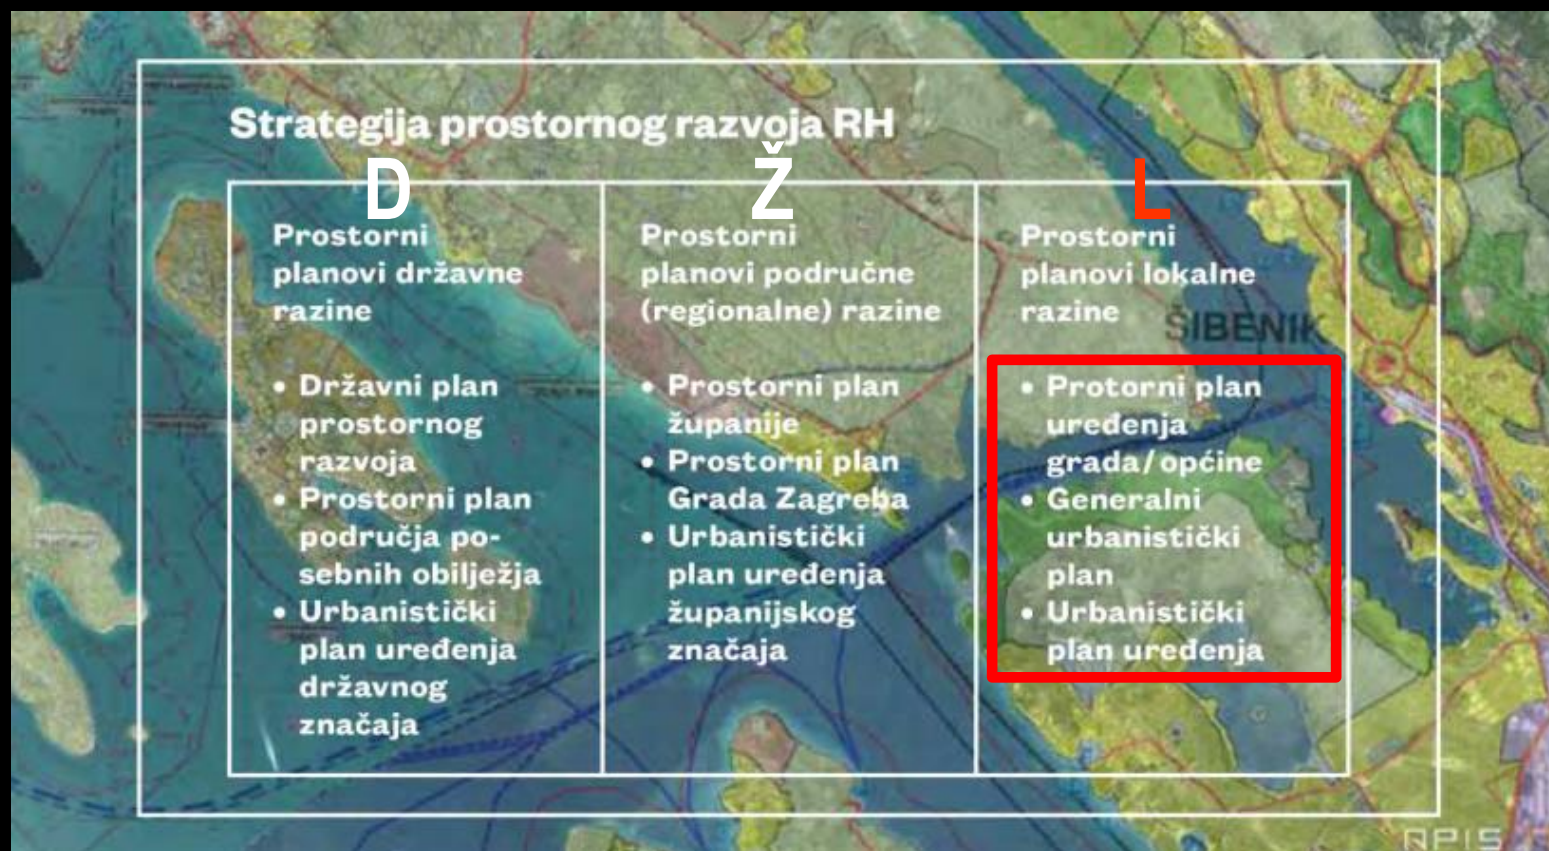 Strategija prostornog razvoja RH
D
Prostorni
planovi državne
razine
• Državni plan
prostornog
razvoja
• Prostorni plan
područja po-
sebnih obilježja
• Urbanistički
plan uređenja
državnog
značaja
Ž
Prostorni
planovi područne
(regionalne) razine
• Prostorni plan
županije
• Prostorni plan
Grada Zagreba
• Urbanistički
plan uređenja
županijskog
značaja
L
Prostorni
planovi lokalne
razine
• Protorni plan
uređenja
grada/općine
• Generalni
urbanistički
plan
• Urbanistički
plan uređenja
ŠIBENIK